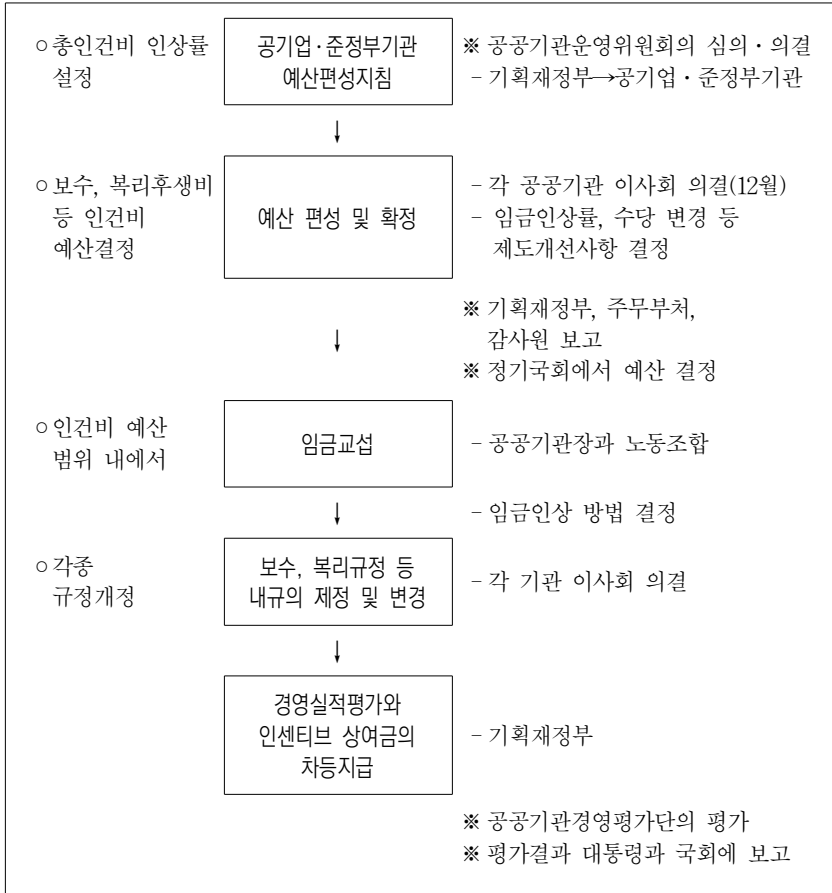 ○ 총인건비 인상률
설정
공기업·준정부기관
예산편성지침
※ 공공기관운영위원회의 심의·의결
- 기획재정부→공기업·준정부기관
↓
○ 보수, 복리후생비
등 인건비
예산결정
예산 편성 및 확정
- 각 공공기관 이사회 의결(12월)
- 임금인상률, 수당 변경 등
제도개선사항 결정
↓
※ 기획재정부, 주무부처,
감사원 보고
※ 정기국회에서 예산 결정
○ 인건비 예산
범위 내에서
임금교섭
- 공공기관장과 노동조합
↓
- 임금인상 방법 결정
○ 각종
규정개정
보수, 복리규정 등
내규의 제정 및 변경
- 각 기관 이사회 의결
↓
경영실적평가와
인센티브 상여금의
차등지급
- 기획재정부
※ 공공기관경영평가단의 평가
※ 평가결과 대통령과 국회에 보고